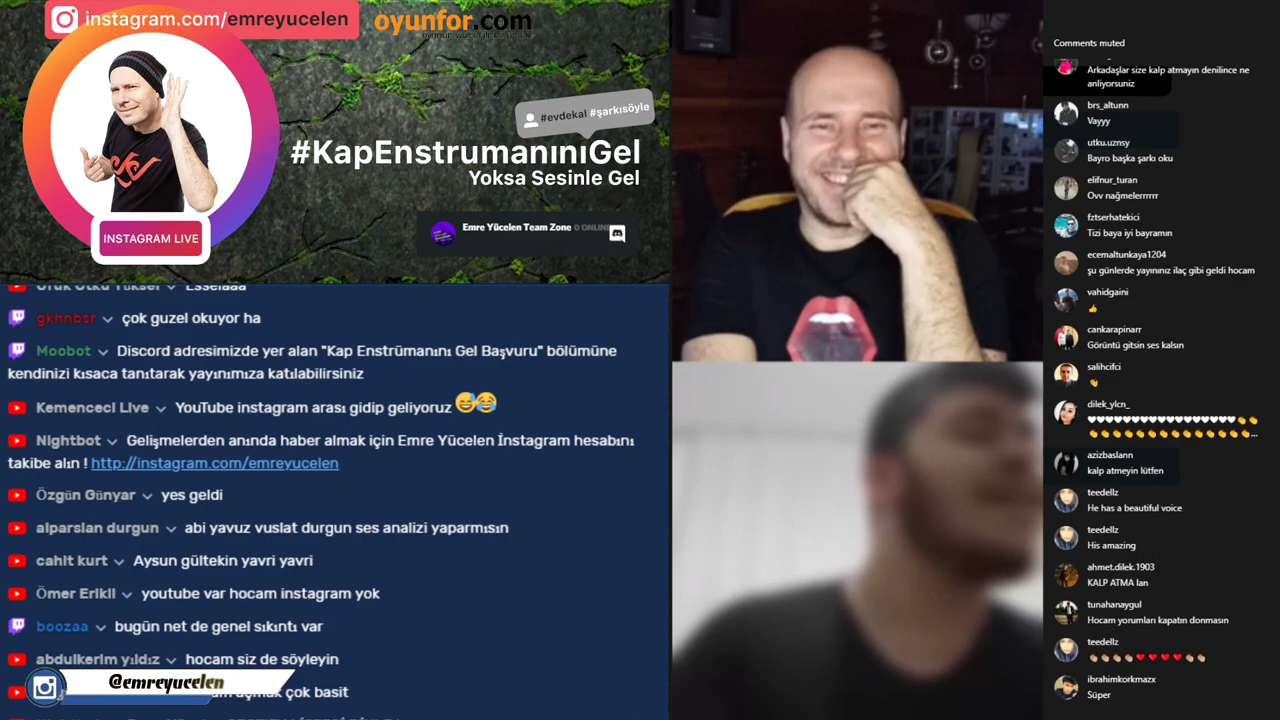 instagram.com/emreyucelen
oyunfor.com
#evdekal #şarkısöyle
#KapEnstrumanınıGel
Yoksa Sesinle Gel
Emre Yücelen Team Zone 0 ONLINE
INSTAGRAM LIVE
Ufuk Utku Yüksel Esselaaa
gkhnbsr çok guzel okuyor ha
Moobot Discord adresimizde yer alan "Kap Enstrümanını Gel Başvuru" bölümüne
kendinizi kısaca tanıtarak yayınımıza katılabilirsiniz
Kemenceci Live YouTube instagram arası gidip geliyoruz 😅😂
Nightbot Gelişmelerden anında haber almak için Emre Yücelen İnstagram hesabını
takibe alın ! http://instagram.com/emreyucelen
Özgün Günyar yes geldi
alparslan durgun abi yavuz vuslat durgun ses analizi yaparmısın
cahit kurt Aysun gültekin yavri yavri
Ömer Erikli youtube var hocam instagram yok
boozaa bugün net de genel sıkıntı var
abdulkerim yıldız hocam siz de söyleyin
çok basit
@emreyucelen
Comments muted
Arkadaşlar size kalp atmayın denilince ne
anliyorsuniz
brs_altunn
Vayyy
utku.uznsy
Bayro başka şarkı oku
elifnur_turan
Ovv nağmelerrrrrr
fztserhatekici
Tizi baya iyi bayramın
ecemaltunkaya1204
şu günlerde yayınınız ilaç gibi geldi hocam
vahidgaini
👍
cankarapinarr
Görüntü gitsin ses kalsın
salihcifci
👏
dilek_ylcn_
🤍🤍🤍🤍🤍🤍🤍🤍🤍🤍🤍🤍🤍🤍🤍🤍🤍👏👏
👏👏👏👏👏👏👏👏👏👏👏👏👏👏...
azizbaslann
kalp atmeyin lütfen
teedellz
He has a beautiful voice
teedellz
His amazing
ahmet.dilek.1903
KALP ATMA lan
tunahanaygul
Hocam yorumları kapatın donmasın
teedellz
👏🏼👏🏼👏🏼👏🏼❤️❤️❤️❤️👏🏼👏🏼
ibrahimkorkmazx
Süper